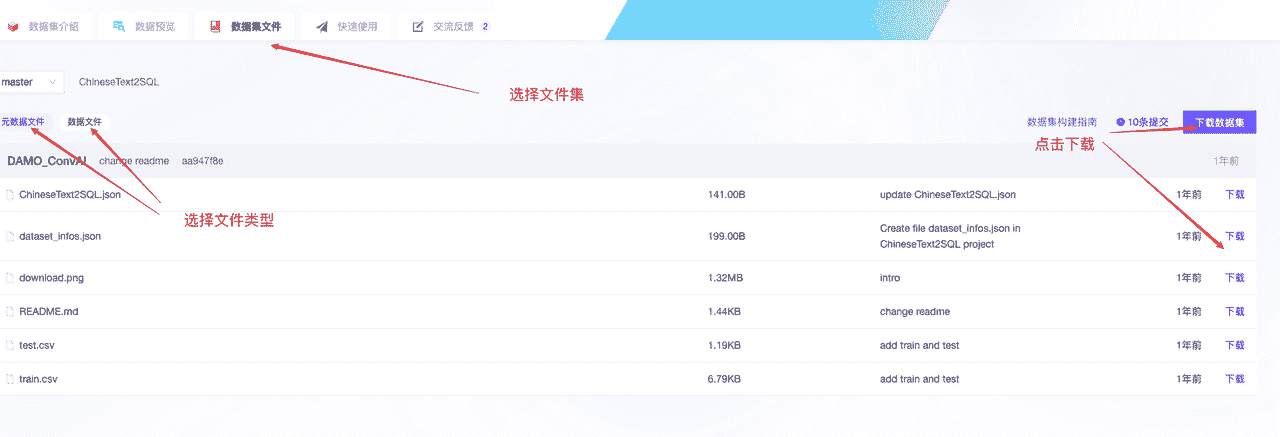 数据集介绍
数据预览
数据集文件
快速使用
交流反馈 2
master
ChineseText2SQL
选择文件集
元数据文件
数据文件
数据集构建指南
10条提交
下载数据集
点击下载
DAMO_ConvAI change readme aa947f8e 1年前
ChineseText2SQL.json 141.00B update ChineseText2SQL.json 1年前 下载
选择文件类型
dataset_infos.json 199.00B Create file dataset_infos.json in
ChineseText2SQL project 1年前 下载
download.png 1.32MB intro 1年前 下载
README.md 1.44KB change readme 1年前 下载
test.csv 1.19KB add train and test 1年前 下载
train.csv 6.79KB add train and test 1年前 下载